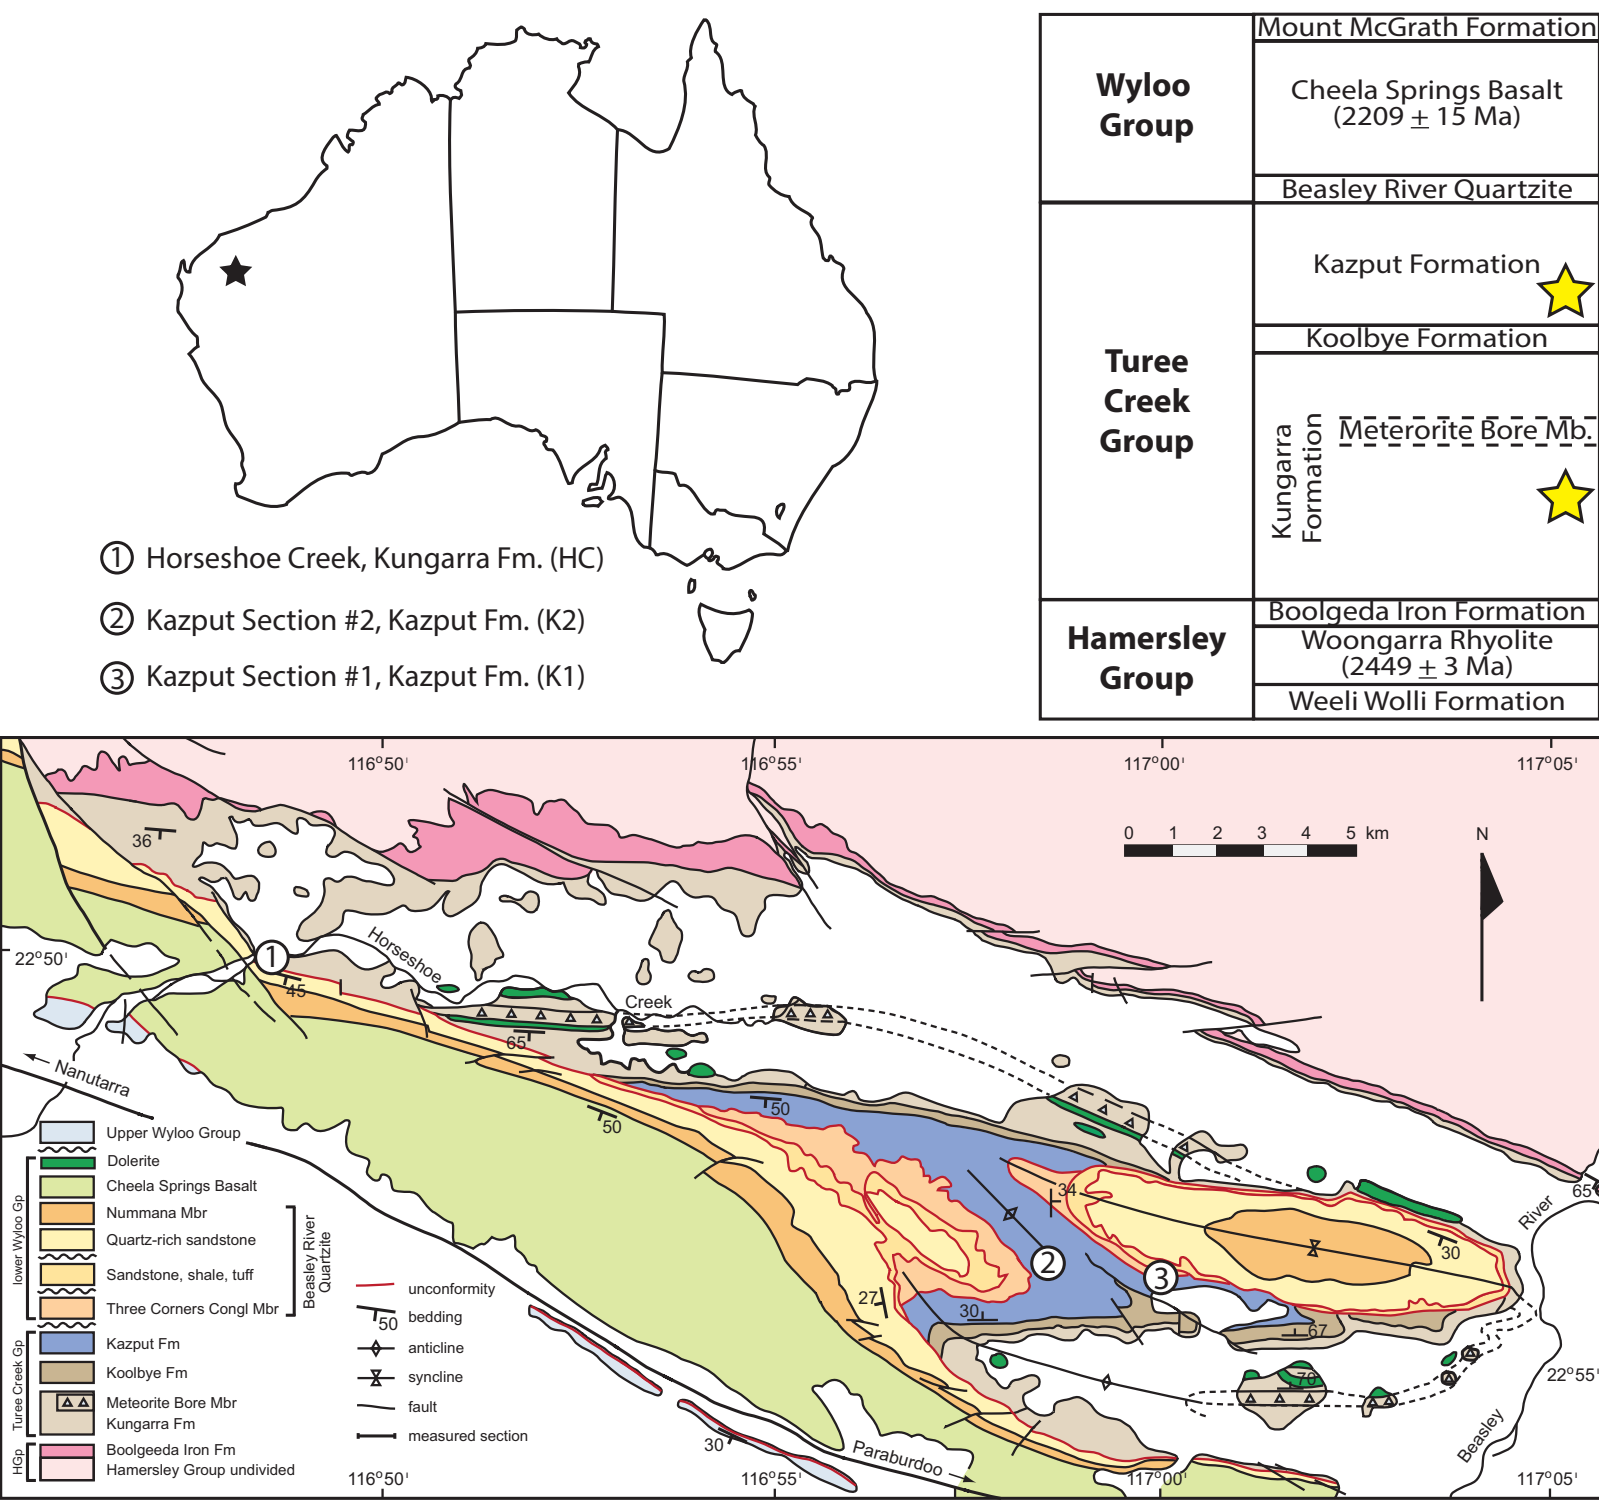 Mount McGrath Formation
Wyloo
Group
Cheela Springs Basalt
(2209 ± 15 Ma)
Beasley River Quartzite
Turee
Creek
Group
Kazput Formation
Koolbye Formation
Kungarra
Formation
Meterorite Bore Mb.
Hamersley
Group
Boolgeda Iron Formation
Woongarra Rhyolite
(2449 ± 3 Ma)
Weeli Wolli Formation
1 Horseshoe Creek, Kungarra Fm. (HC)
2 Kazput Section #2, Kazput Fm. (K2)
3 Kazput Section #1, Kazput Fm. (K1)
116°50'
116°55'
117°00'
117°05'
0 1 2 3 4 5 km
N
36
22°50'
1
45
Horseshoe
Creek
65
Nanutarra
50
50
34
65
River
30
2
3
27
30
67
70
22°55'
Beasley
30
Paraburdoo
116°50'
116°55'
117°00'
117°05'
Upper Wyloo Group
lower Wyloo Gp
Dolerite
Cheela Springs Basalt
Nummana Mbr
Quartz-rich sandstone
Sandstone, shale, tuff
Three Corners Congl Mbr
Beasley River
Quartzite
Turee Creek Gp
Kazput Fm
Koolbye Fm
Meteorite Bore Mbr
Kungarra Fm
HGp
Boolgeeda Iron Fm
Hamersley Group undivided
unconformity
50 bedding
anticline
syncline
fault
measured section